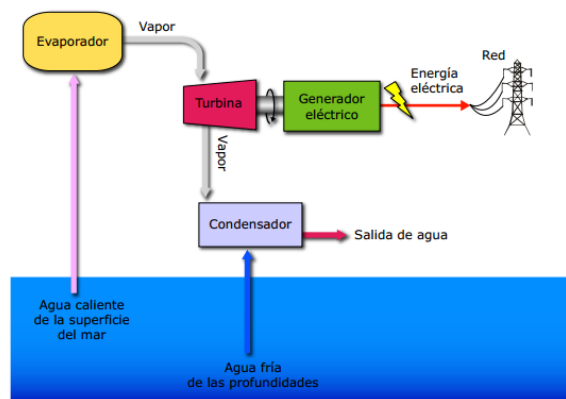 Evaporador
Vapor
Turbina
Generador
eléctrico
Energía
eléctrica
Red
Vapor
Condensador
Salida de agua
Agua caliente
de la superficie
del mar
Agua fría
de las profundidades